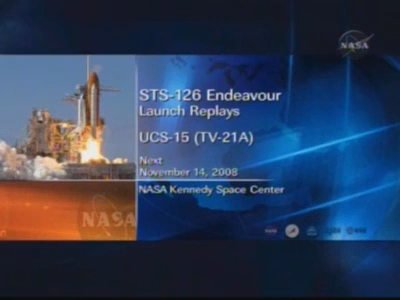 NASA
STS-126 Endeavour
Launch Replays
UCS-15 (TV-21A)
Next
November 14, 2008
NASA Kennedy Space Center
NASA